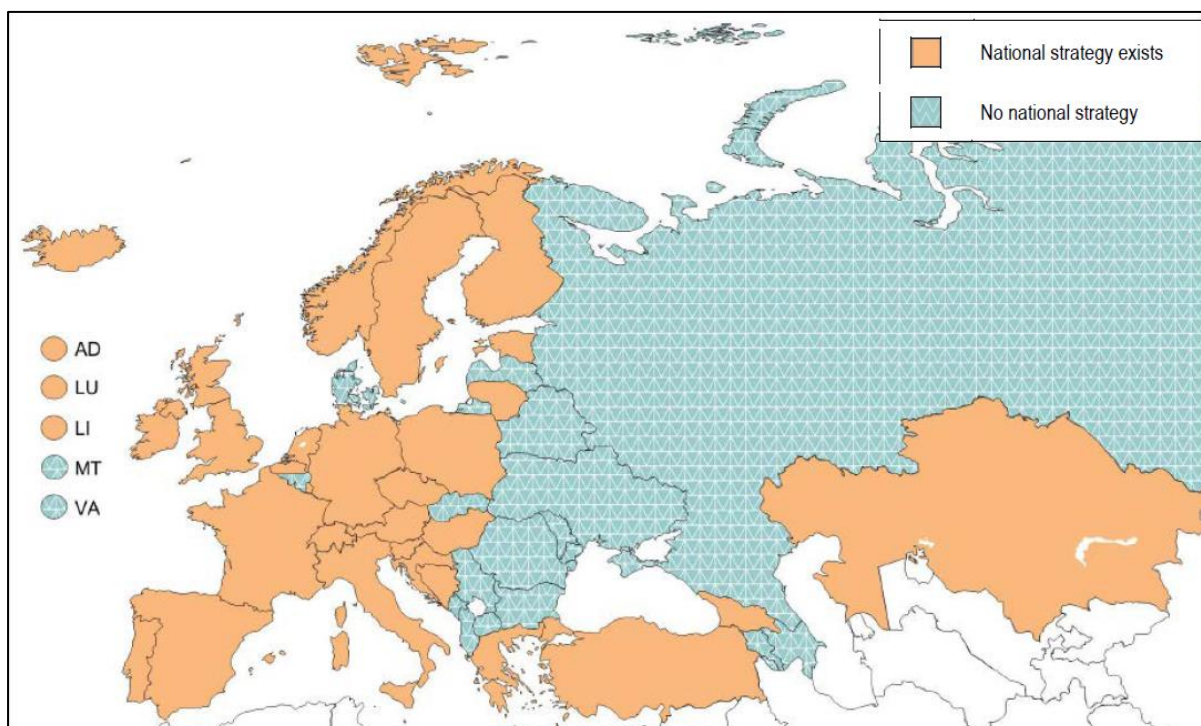 National strategy exists
No national strategy
AD
LU
LI
MT
VA